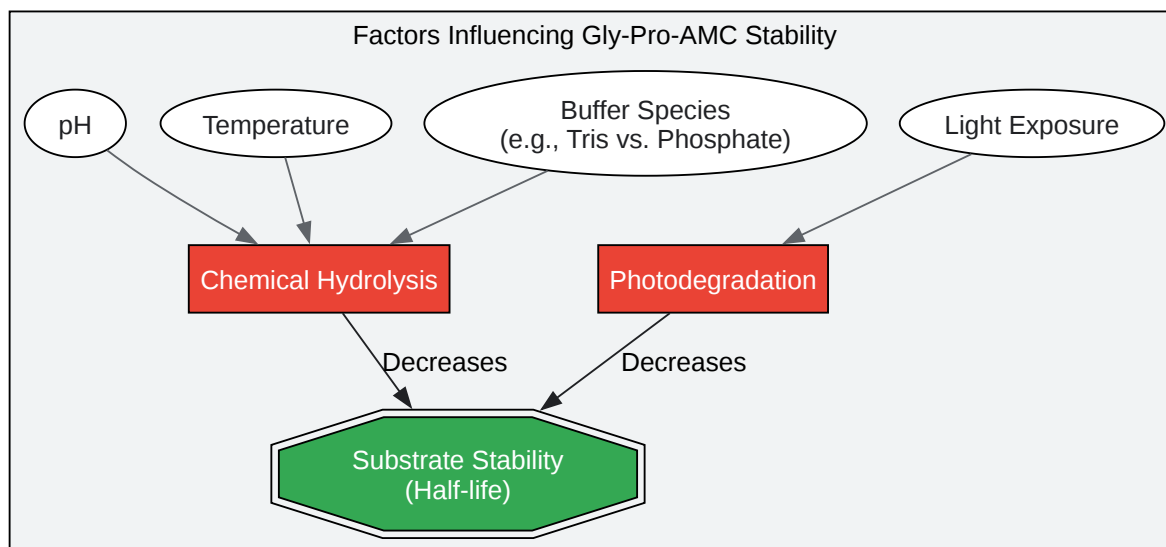 Factors Influencing Gly-Pro-AMC Stability
pH
Temperature
Buffer Species
(e.g., Tris vs. Phosphate)
Light Exposure
Chemical Hydrolysis
Photodegradation
Decreases
Decreases
Substrate Stability
(Half-life)